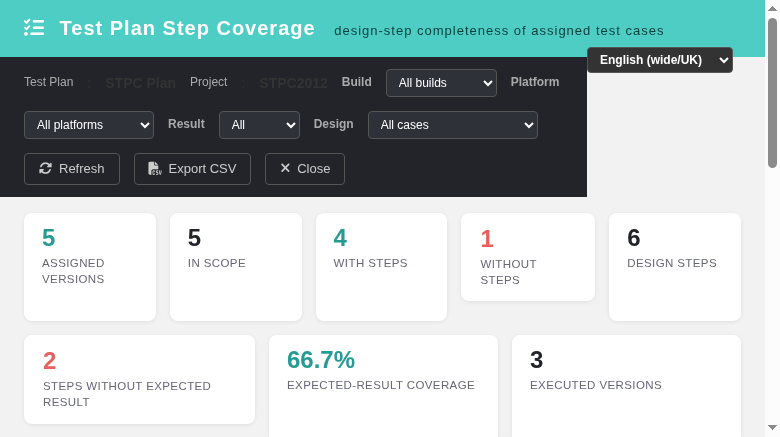 Test Plan Step Coverage design-step completeness of assigned test cases
English (wide/UK)
Test Plan : STPC Plan Project : STPC2012 Build All builds Platform
All platforms Result All Design All cases
Refresh Export CSV Close
5
ASSIGNED
VERSIONS
5
IN SCOPE
4
WITH STEPS
1
WITHOUT
STEPS
6
DESIGN STEPS
2
STEPS WITHOUT EXPECTED
RESULT
66.7%
EXPECTED-RESULT COVERAGE
3
EXECUTED VERSIONS